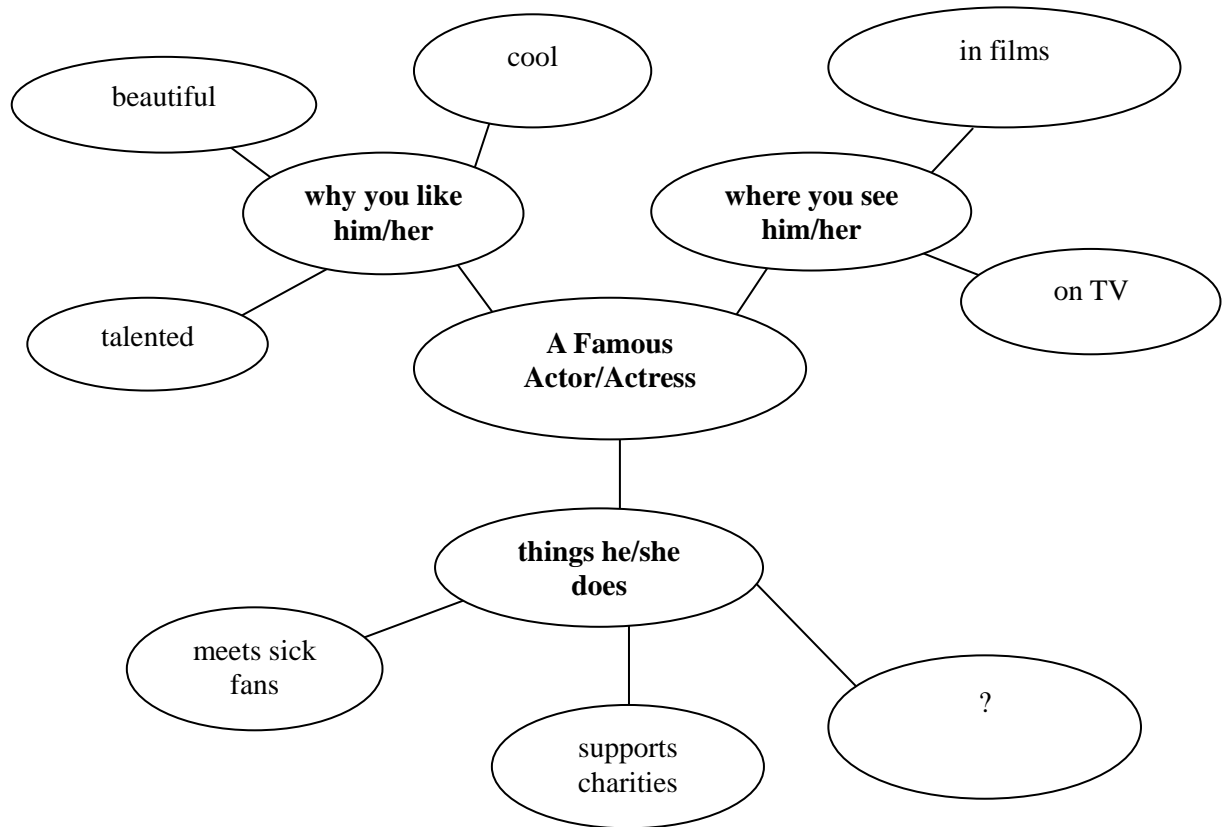 cool
in films
beautiful
why you like
him/her
where you see
him/her
on TV
talented
A Famous
Actor/Actress
things he/she
does
meets sick
fans
?
supports
charities